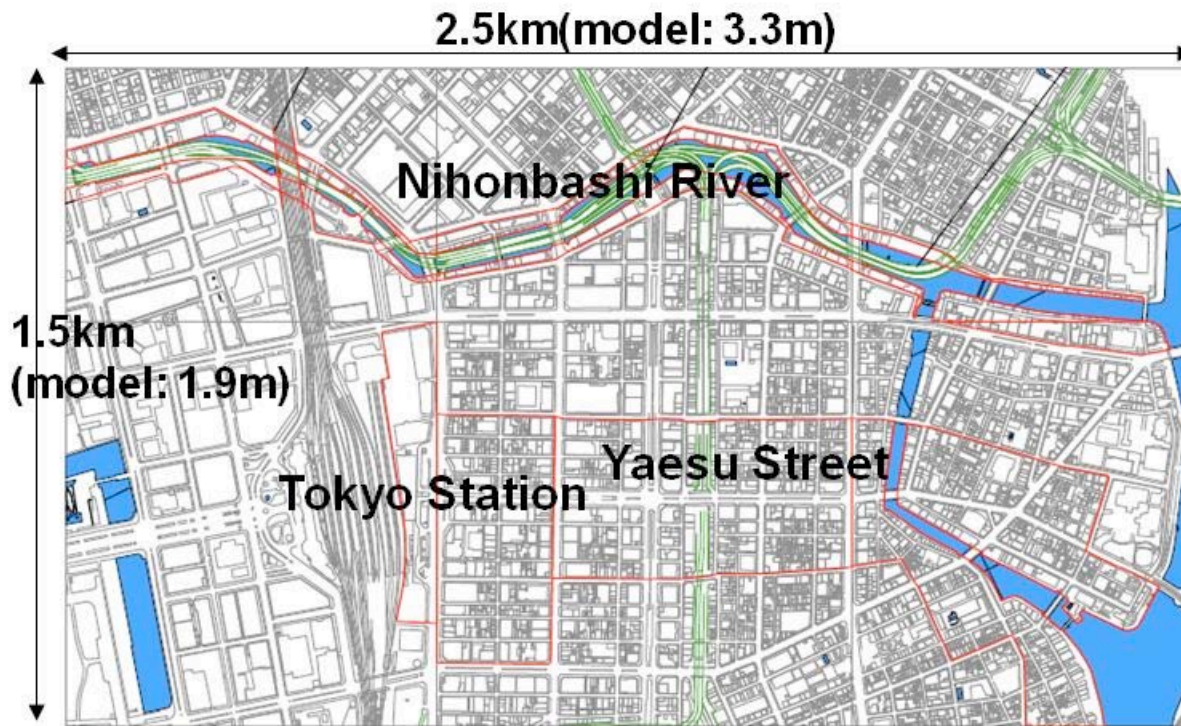 2.5km(model: 3.3m)
Nihonbashi River
1.5km
(model: 1.9m)
Yaesu Street
Tokyo Station